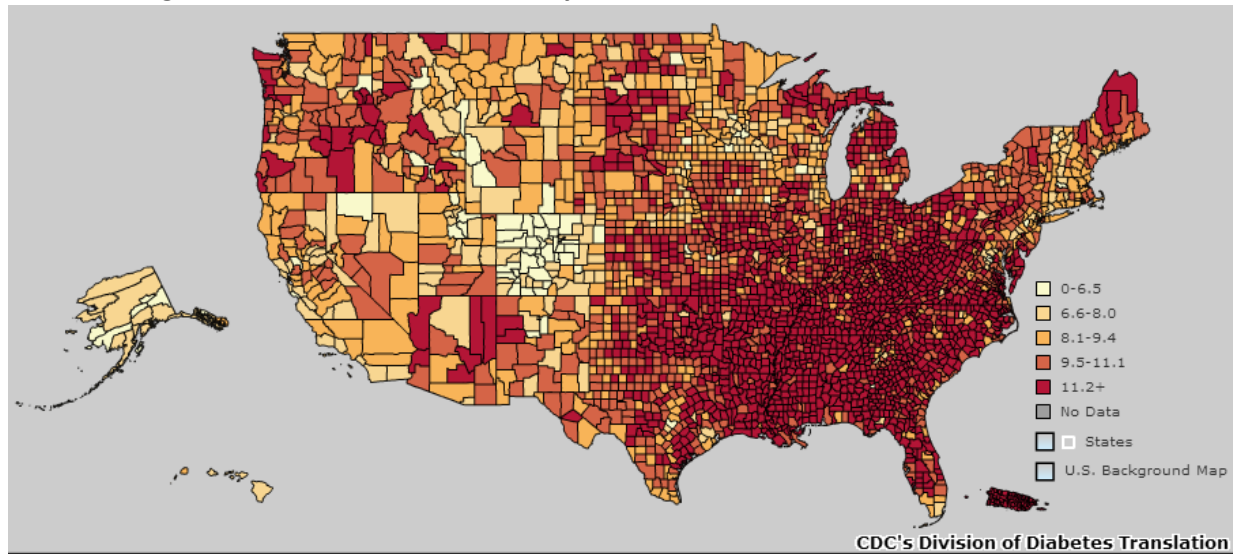 0-6.5
6.6-8.0
8.1-9.4
9.5-11.1
11.2+
No Data
States
U.S. Background Map
CDC's Division of Diabetes Translation